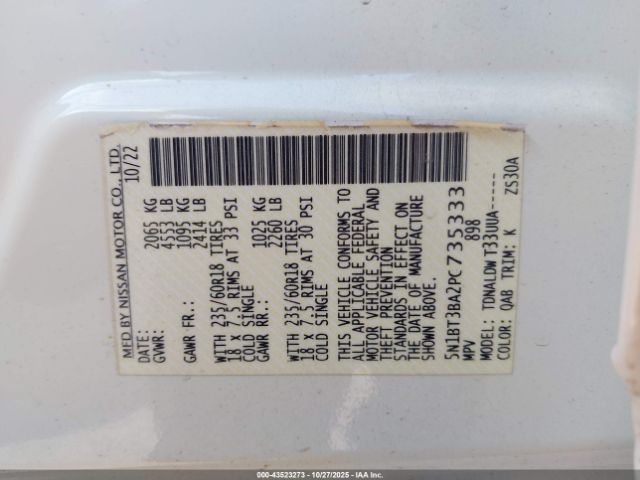 MFD BY NISSAN MOTOR CO., LTD.
DATE: 10/22
GVWR: 2065 KG
4553 LB
GAWR FR.: 1095 KG
2414 LB
WITH 235/60R18 TIRES
18 X 7.5 RIMS AT 33 PSI
COLD SINGLE
GAWR RR.: 1025 KG
2260 LB
WITH 235/60R18 TIRES
18 X 7.5 RIMS AT 30 PSI
COLD SINGLE
THIS VEHICLE CONFORMS TO
ALL APPLICABLE FEDERAL
MOTOR VEHICLE SAFETY AND
THEFT PREVENTION
STANDARDS IN EFFECT ON
THE DATE OF MANUFACTURE
SHOWN ABOVE.
5N1BT3BA2PC735333
MPV 898
MODEL: TDNALDWT33UUA-----
COLOR: QAB TRIM: K ZS30A
000-43523273 - 10/27/2025 - IAA Inc.